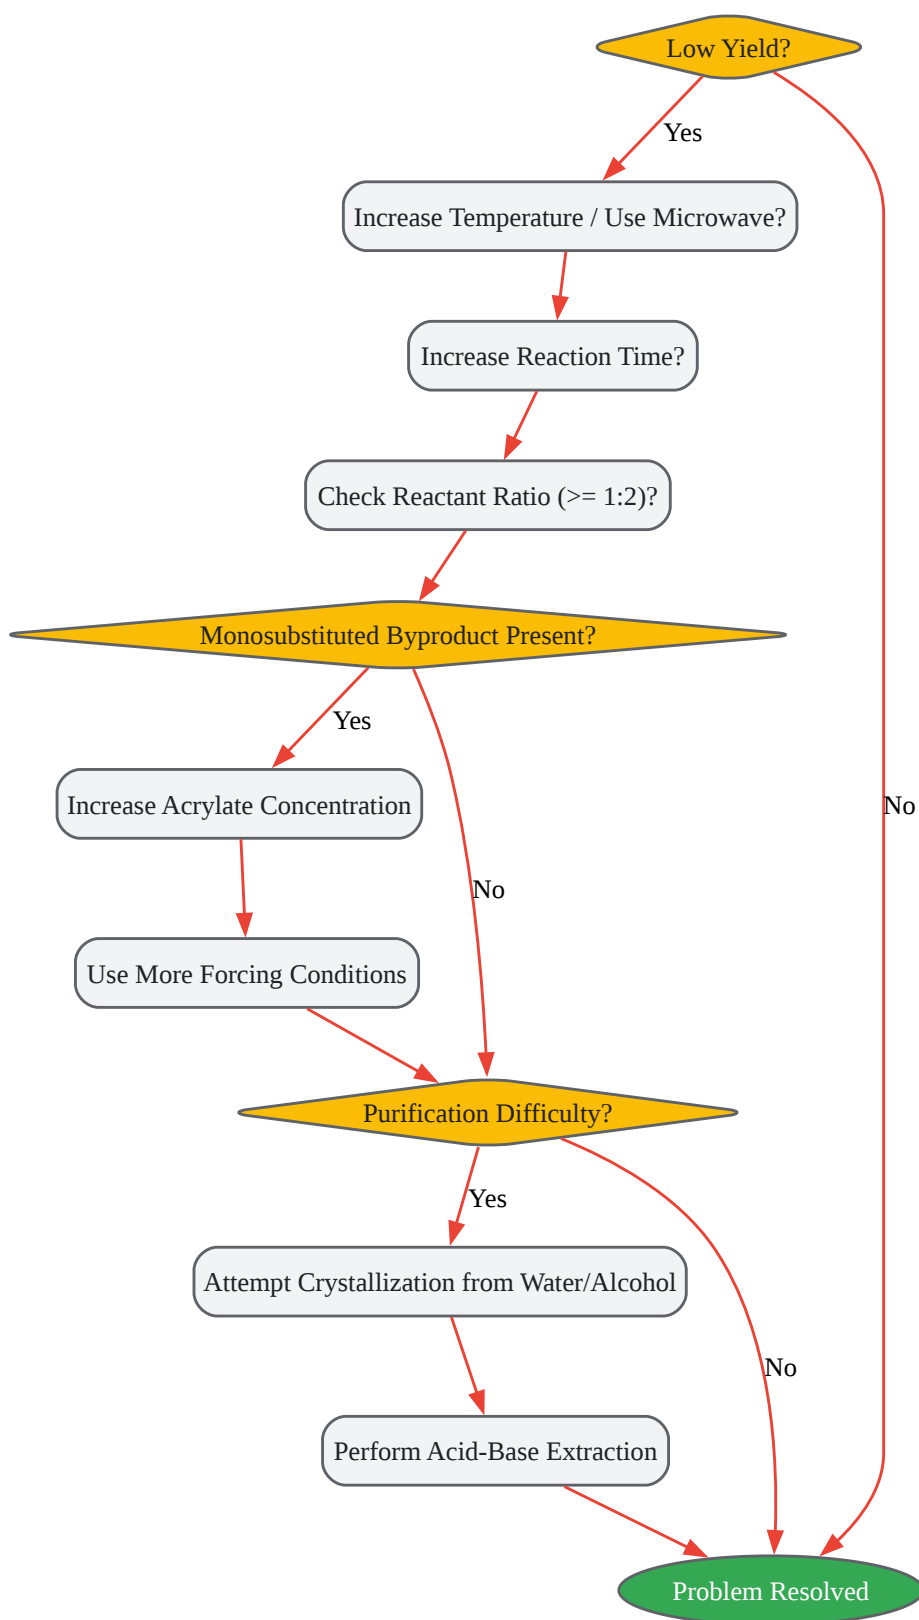 Low Yield?
Yes
Increase Temperature / Use Microwave?
Increase Reaction Time?
Check Reactant Ratio (>= 1:2)?
Monosubstituted Byproduct Present?
Yes
Increase Acrylate Concentration
No
No
Use More Forcing Conditions
Purification Difficulty?
Yes
Attempt Crystallization from Water/Alcohol
No
Perform Acid-Base Extraction
Problem Resolved